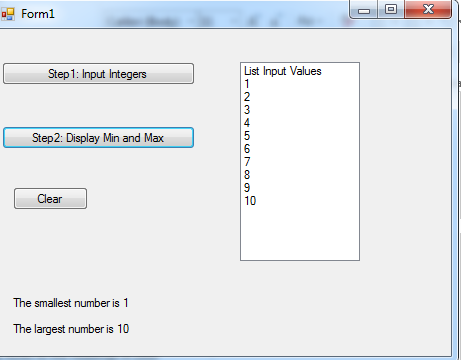 Form1
Step1: Input Integers
Step2: Display Min and Max
Clear
List Input Values
1
2
3
4
5
6
7
8
9
10
The smallest number is 1
The largest number is 10